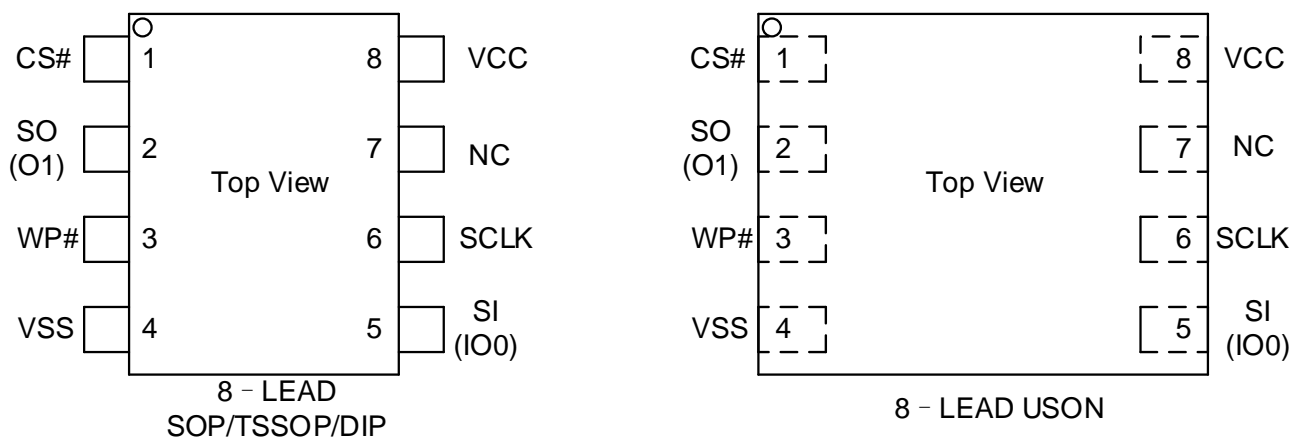 CS# 1 8 VCC
SO
(O1) 2 7 NC
Top View
WP# 3 6 SCLK
VSS 4 5 SI
(IO0)
8 – LEAD
SOP/TSSOP/DIP
CS# 1 8 VCC
SO
(O1) 2 7 NC
Top View
WP# 3 6 SCLK
VSS 4 5 SI
(IO0)
8 – LEAD USON